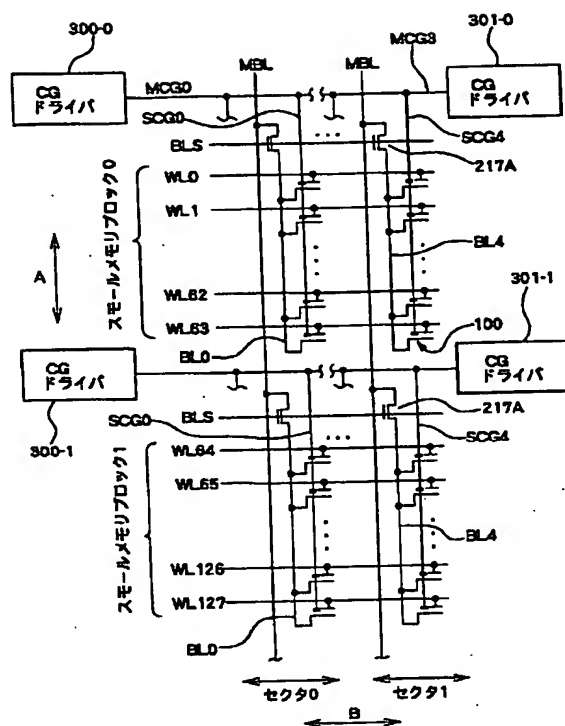 300-0
301-0
MBL
MBL
MCG3
CG
ドライバ
MCG0
CG
ドライバ
SCG0
SCG4
BLS
217A
WL0
WL1
スモールメモリブロック0
A
BL4
WL62
WL63
301-1
100
BL0
CG
ドライバ
CG
ドライバ
217A
SCG0
BLS
300-1
SCG4
WL64
WL65
スモールメモリブロック1
BL4
WL126
WL127
BL0
セクタ0
セクタ1
B